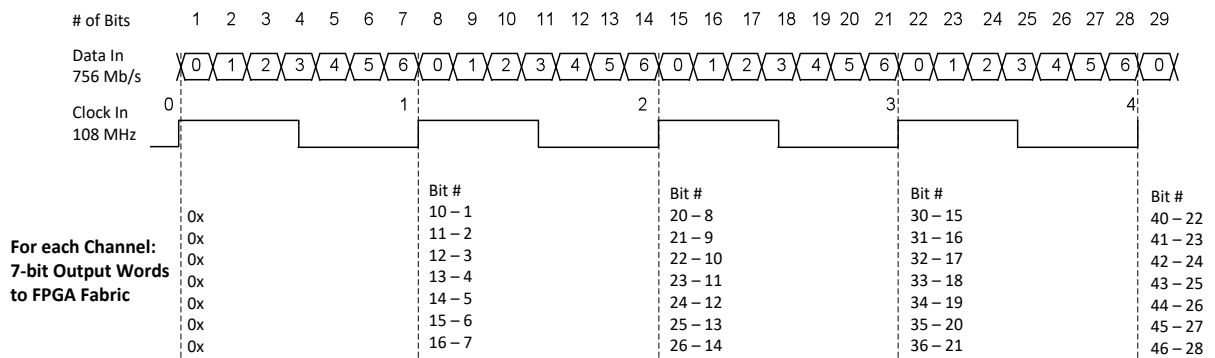 # of Bits 1 2 3 4 5 6 7 8 9 10 11 12 13 14 15 16 17 18 19 20 21 22 23 24 25 26 27 28 29
Data In
756 Mb/s
0 1 2 3 4 5 6 0 1 2 3 4 5 6 0 1 2 3 4 5 6 0 1 2 3 4 5 6 0
0 1 2 3 4
Clock In
108 MHz
For each Channel:
7-bit Output Words
to FPGA Fabric
0x
0x
0x
0x
0x
0x
0x
Bit #
10 – 1
11 – 2
12 – 3
13 – 4
14 – 5
15 – 6
16 – 7
Bit #
20 – 8
21 – 9
22 – 10
23 – 11
24 – 12
25 – 13
26 – 14
Bit #
30 – 15
31 – 16
32 – 17
33 – 18
34 – 19
35 – 20
36 – 21
Bit #
40 – 22
41 – 23
42 – 24
43 – 25
44 – 26
45 – 27
46 – 28